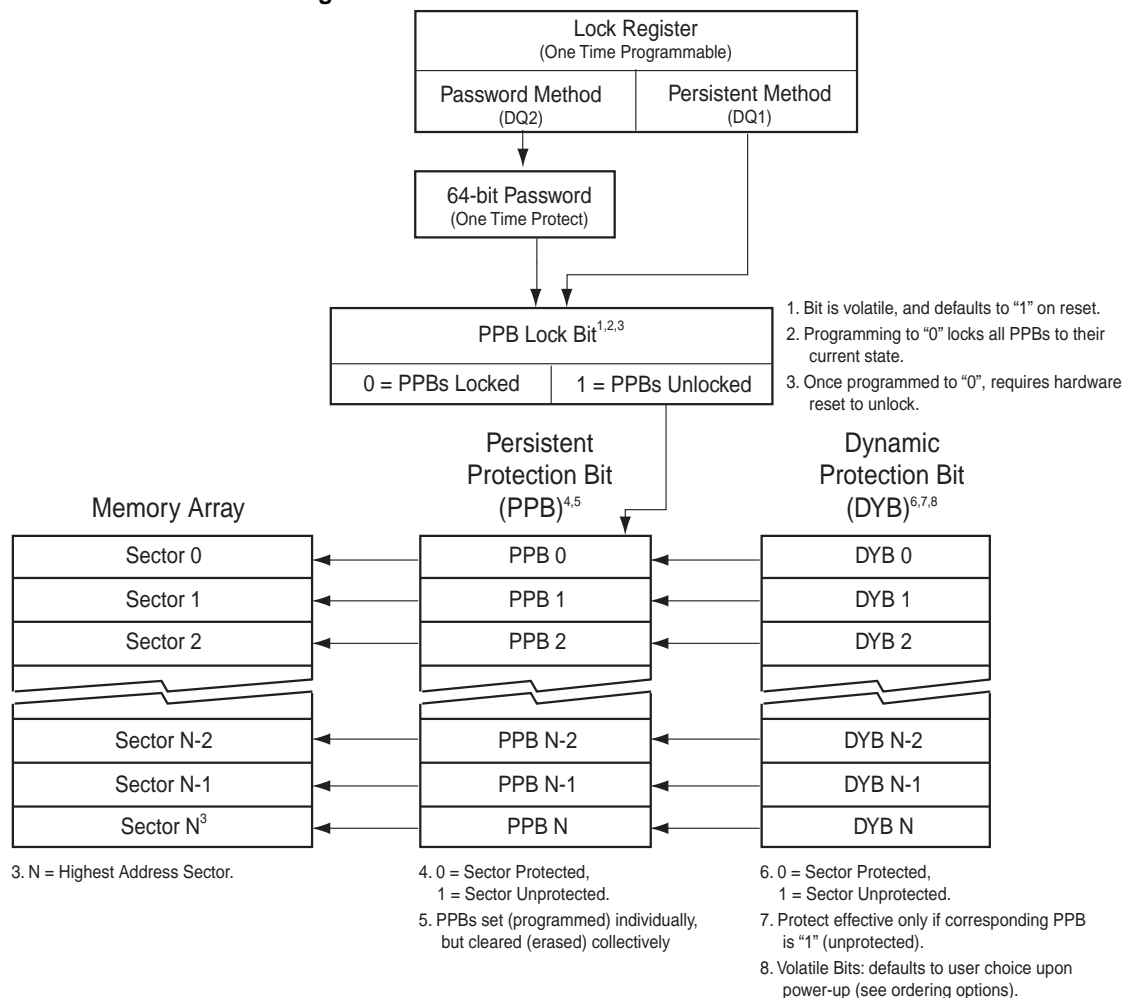 Lock Register
(One Time Programmable)
Password Method
(DQ2)
Persistent Method
(DQ1)
64-bit Password
(One Time Protect)
PPB Lock Bit1,2,3
0 = PPBs Locked
1 = PPBs Unlocked
1. Bit is volatile, and defaults to “1” on reset.
2. Programming to “0” locks all PPBs to their
current state.
3. Once programmed to “0”, requires hardware
reset to unlock.
Memory Array
Persistent
Protection Bit
(PPB)4,5
Dynamic
Protection Bit
(DYB)6,7,8
Sector 0
PPB 0
DYB 0
Sector 1
PPB 1
DYB 1
Sector 2
PPB 2
DYB 2
Sector N-2
PPB N-2
DYB N-2
Sector N-1
PPB N-1
DYB N-1
Sector N3
PPB N
DYB N
3. N = Highest Address Sector.
4. 0 = Sector Protected,
1 = Sector Unprotected.
5. PPBs set (programmed) individually,
but cleared (erased) collectively
6. 0 = Sector Protected,
1 = Sector Unprotected.
7. Protect effective only if corresponding PPB
is “1” (unprotected).
8. Volatile Bits: defaults to user choice upon
power-up (see ordering options).